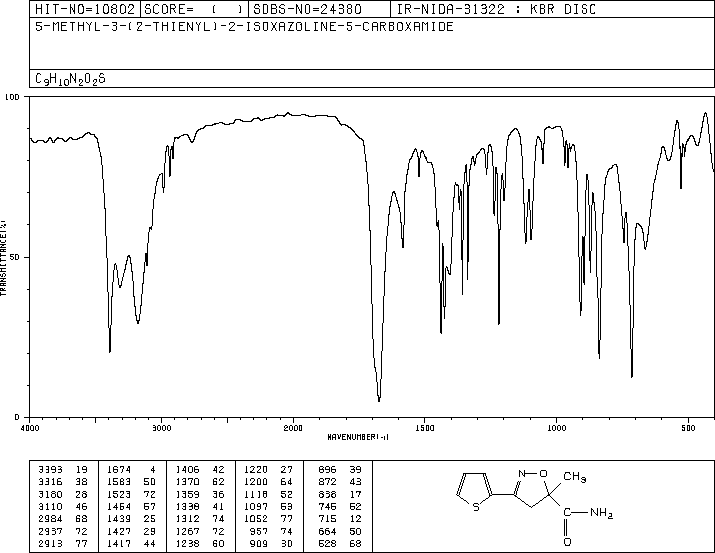 HIT-NO=10802 SCORE= ( ) SDBS-NO=24380 IR-NIDA-31322 : KBR DISC
5-METHYL-3-(2-THIENYL)-2-ISOXAZOLINE-5-CARBOXAMIDE
C9H10N2O2S
100
50
0
TRANSMITTANCE(%)
4000 3000 2000 1500 1000 500
WAVENUMBER(-1)
3393 19 1674 4 1406 42 1220 27 896 39
3316 38 1583 50 1370 62 1200 64 872 43
3180 28 1523 72 1359 36 1118 52 838 17
3110 46 1454 57 1338 41 1097 53 745 52
2984 68 1439 25 1312 74 1052 77 715 12
2937 72 1427 29 1267 72 957 74 664 50
2913 77 1417 44 1238 60 909 30 528 68
N O CH3
S NH2
O